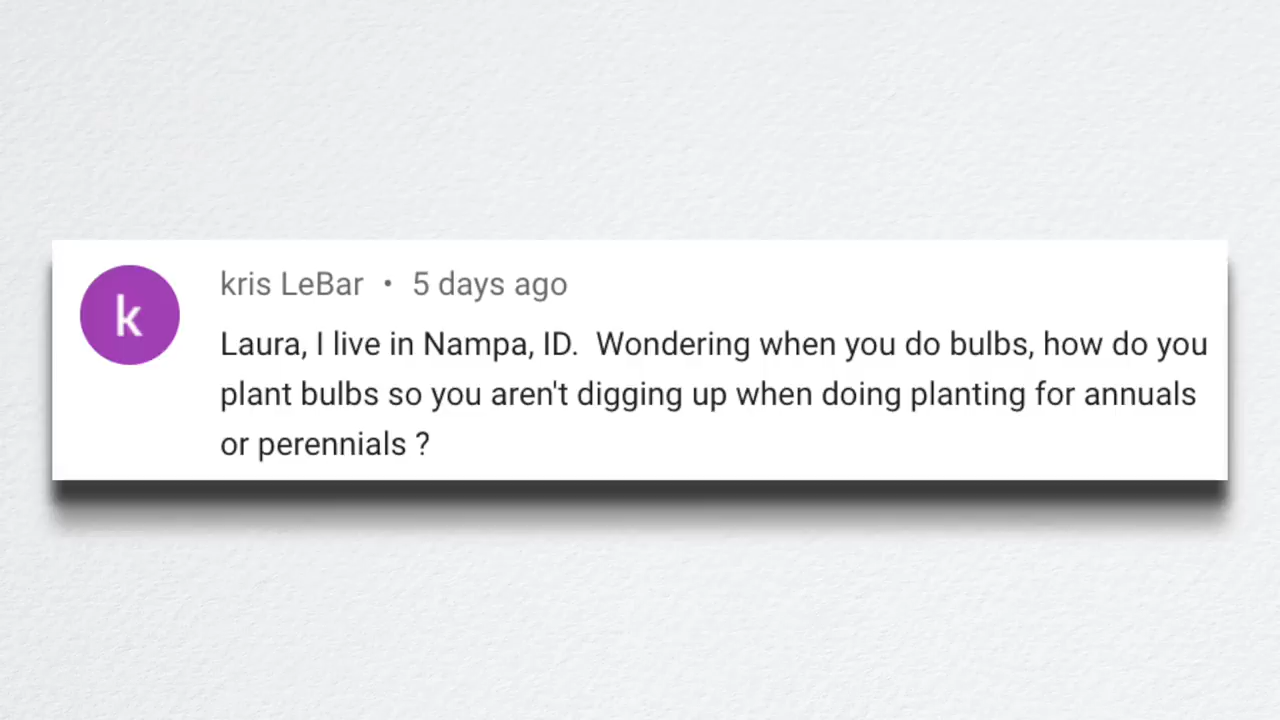 k
kris LeBar • 5 days ago
Laura, I live in Nampa, ID.  Wondering when you do bulbs, how do you
plant bulbs so you aren't digging up when doing planting for annuals
or perennials ?